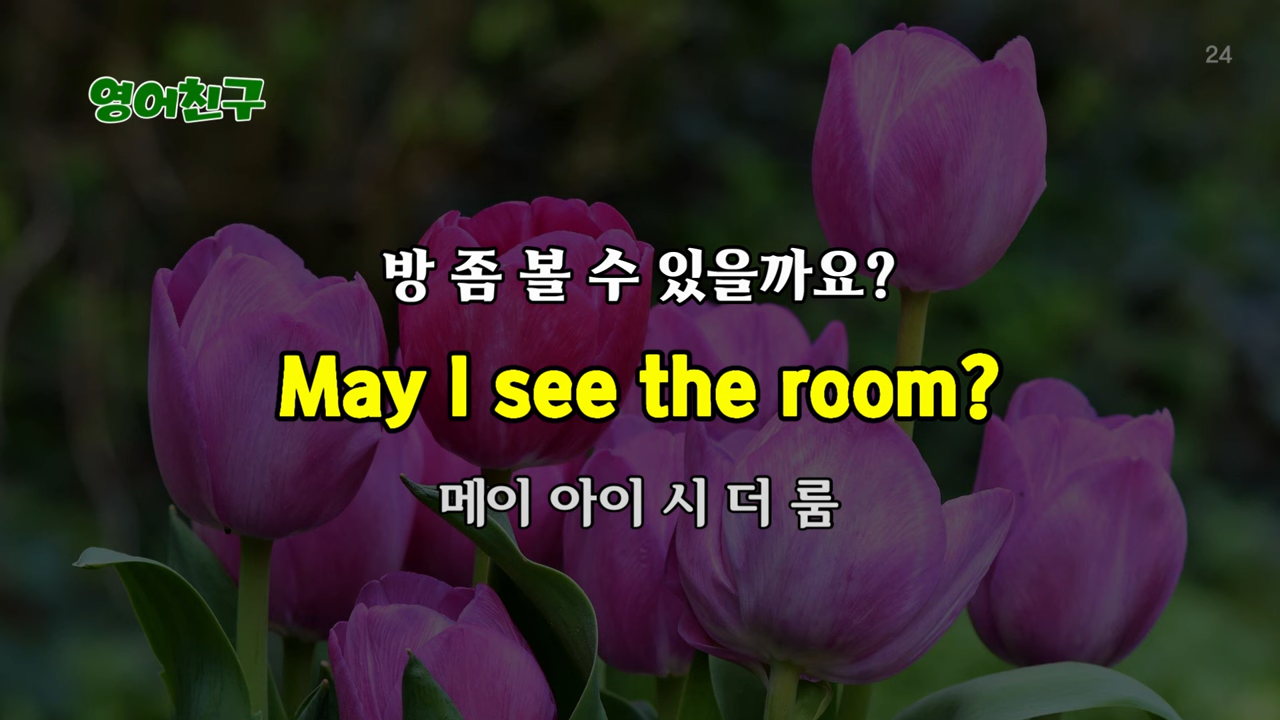 영어친구
24
방 좀 볼 수 있을까요?
May I see the room?
메이 아이 시 더 룸